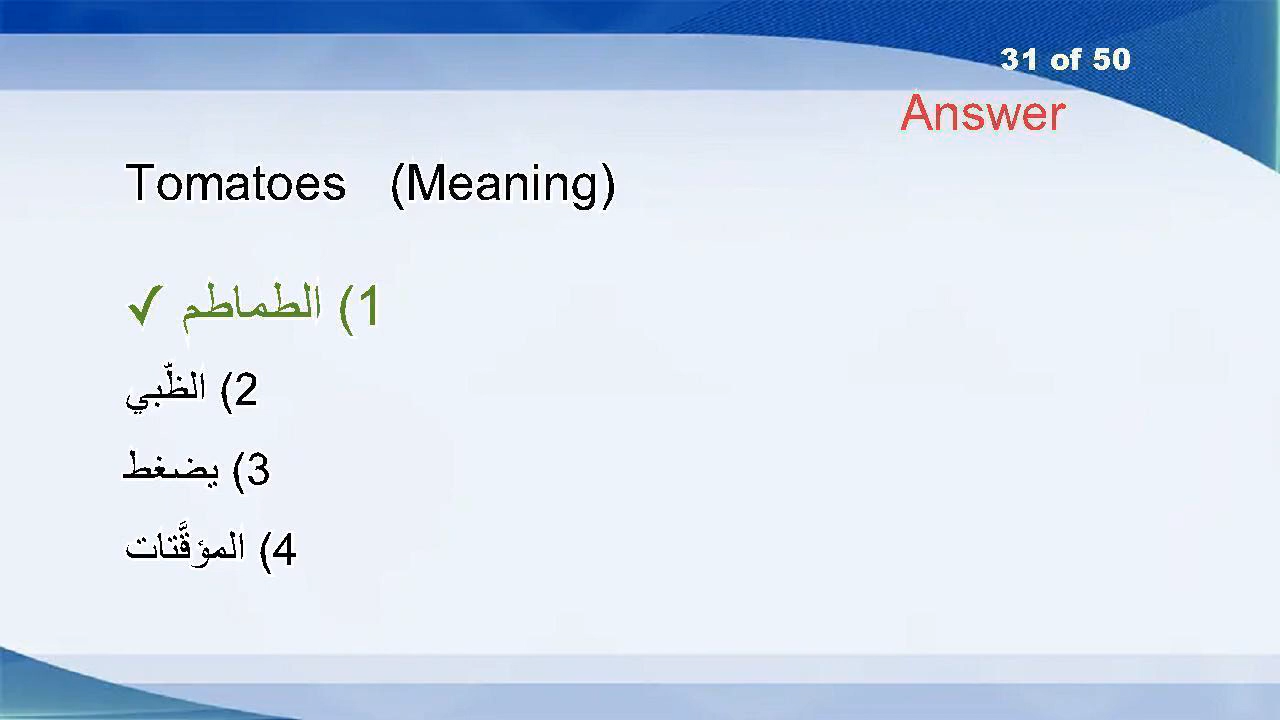 31 of 50
Answer
Tomatoes (Meaning)
1) الطماطم ✓
2) الظّبي
3) يضغط
4) المؤقَّتات